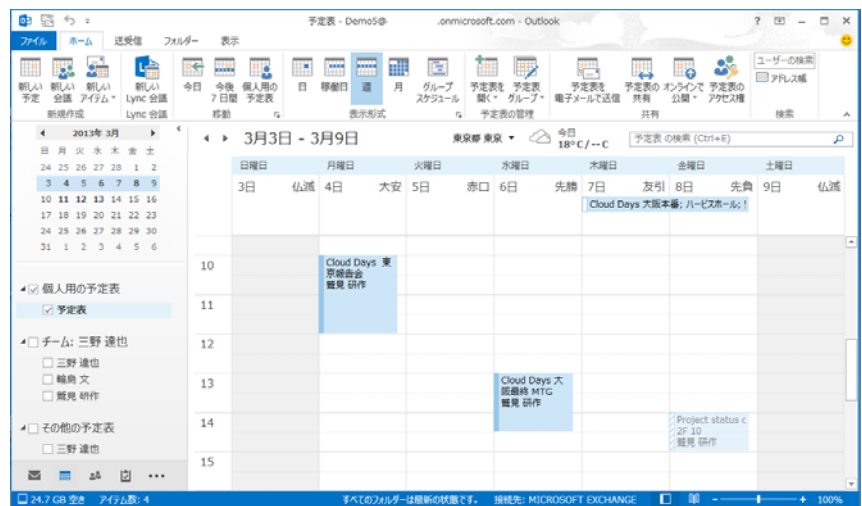 予定表 - Demo5@ .onmicrosoft.com - Outlook
ファイル ホーム 送受信 フォルダー 表示
新しい 予定
新しい 会議
新しい アイテム
新しい Lync 会議
今日
今後 7 日間
個人用の 予定表
日
稼働日
週
月
グループ スケジュール
予定表を 開く
予定表 グループ
予定表を 電子メールで送信
予定表の 共有
オンラインで 公開
予定表の アクセス権
ユーザーの検索
アドレス帳
新規作成 Lync 会議 移動 表示形式 予定表の管理 共有 検索
2013年 3月
日 月 火 水 木 金 土
24 25 26 27 28 1 2
3 4 5 6 7 8 9
10 11 12 13 14 15 16
17 18 19 20 21 22 23
24 25 26 27 28 29 30
31 1 2 3 4 5 6
個人用の予定表
予定表
チーム: 三野 達也
三野 達也
輪島 文
鷲見 研作
その他の予定表
三野 達也
3月3日 - 3月9日
東京都 東京
今日
18°C/--C
予定表 の検索 (Ctrl+E)
日曜日 月曜日 火曜日 水曜日 木曜日 金曜日 土曜日
3日 仏滅 4日 大安 5日 赤口 6日 先勝 7日 友引 8日 先負 9日 仏滅
Cloud Days 大阪本番; ハービスホール;
10
Cloud Days 東
京報告会
鷲見 研作
11
12
13
Cloud Days 大
阪最終 MTG
鷲見 研作
14
Project status c
2F 10
鷲見 研作
15
24.7 GB 空き アイテム数: 4
すべてのフォルダーは最新の状態です。 接続先: MICROSOFT EXCHANGE
100%